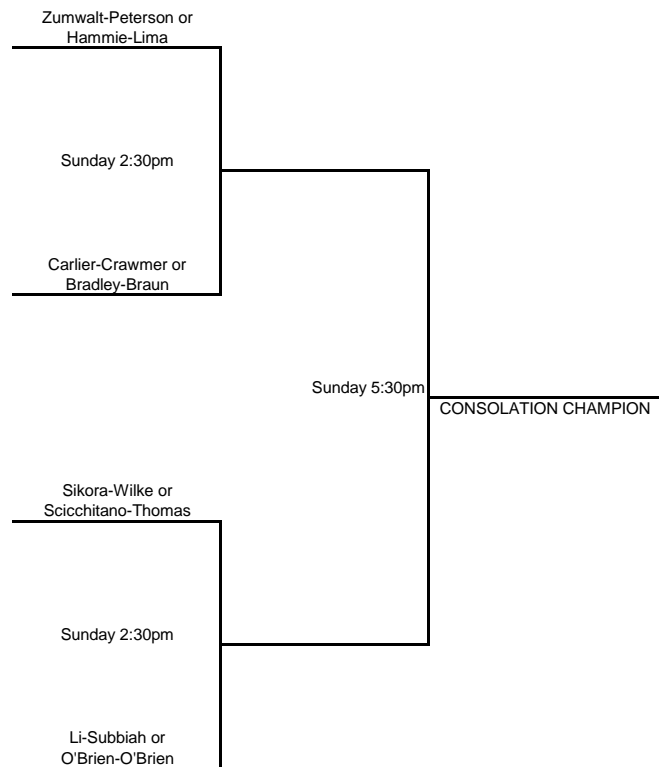 Zumwalt-Peterson or
Hammie-Lima
Sunday 2:30pm
Carlier-Crawmer or
Bradley-Braun
Sunday 5:30pm
CONSOLATION CHAMPION
Sikora-Wilke or
Scicchitano-Thomas
Sunday 2:30pm
Li-Subbiah or
O'Brien-O'Brien